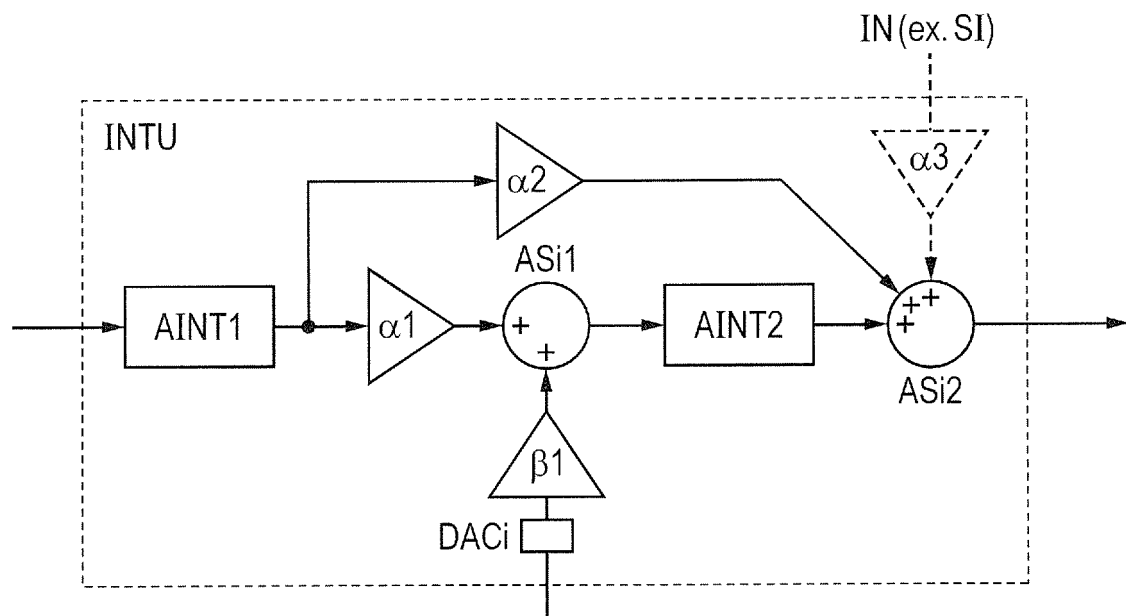 IN (ex. SI)
INTU
α3
α2
ASi1
AINT1
α1
+
+
AINT2
+
+
+
ASi2
β1
DACi